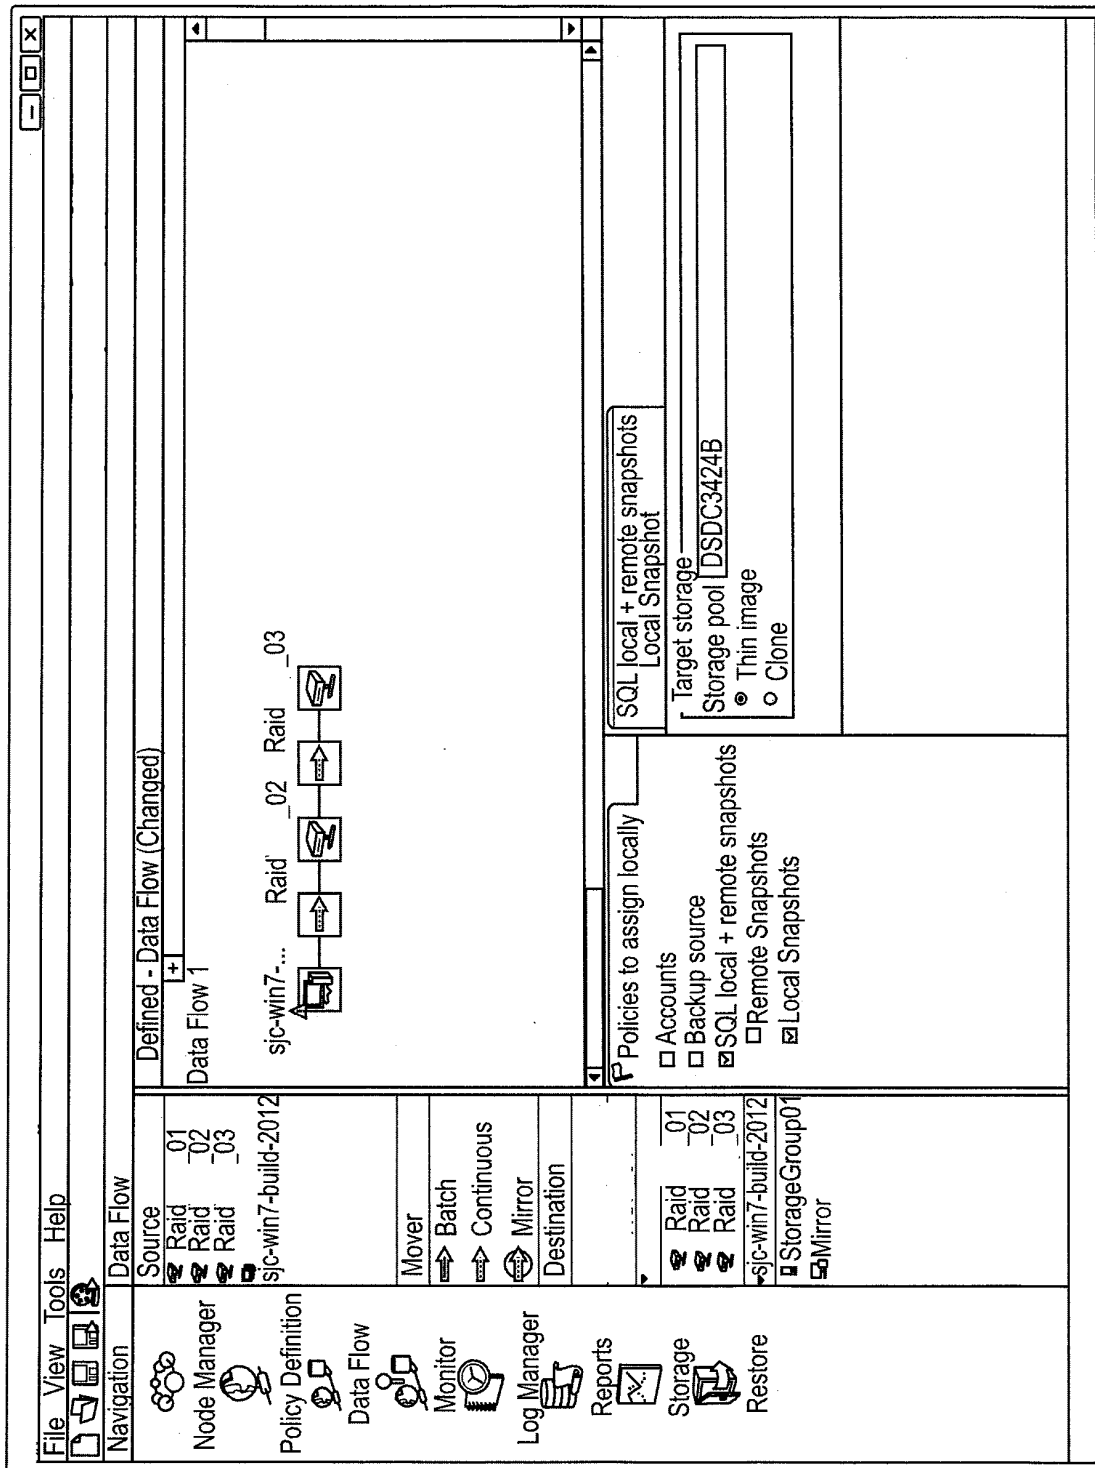 File View Tools Help
Navigation
Node Manager
Policy Definition
Data Flow
Monitor
Log Manager
Reports
Storage
Restore
Data Flow
Source
Raid _01
Raid _02
Raid _03
sjc-win7-build-2012
Mover
Batch
Continuous
Mirror
Destination
Raid _01
Raid _02
Raid _03
sjc-win7-build-2012
StorageGroup01
Mirror
Defined - Data Flow (Changed)
+
Data Flow 1
sjc-win7-...
Raid _02
Raid _03
Policies to assign locally
Accounts
Backup source
SQL local + remote snapshots
Remote Snapshots
Local Snapshots
SQL local + remote snapshots
Local Snapshot
Target storage
Storage pool DSDC3424B
Thin image
Clone